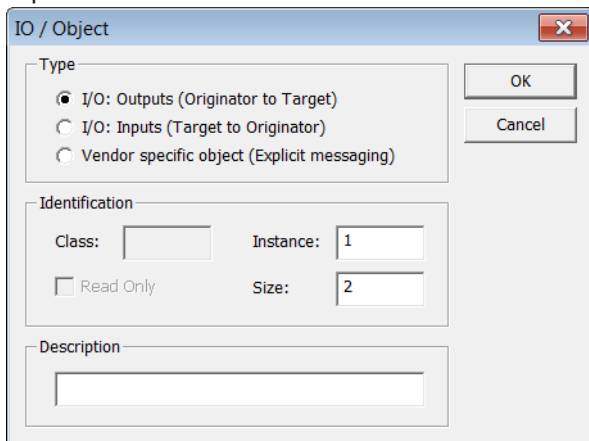 IO / Object
Type
I/O: Outputs (Originator to Target)
I/O: Inputs (Target to Originator)
Vendor specific object (Explicit messaging)
OK
Cancel
Identification
Class:
Instance: 1
Read Only
Size: 2
Description